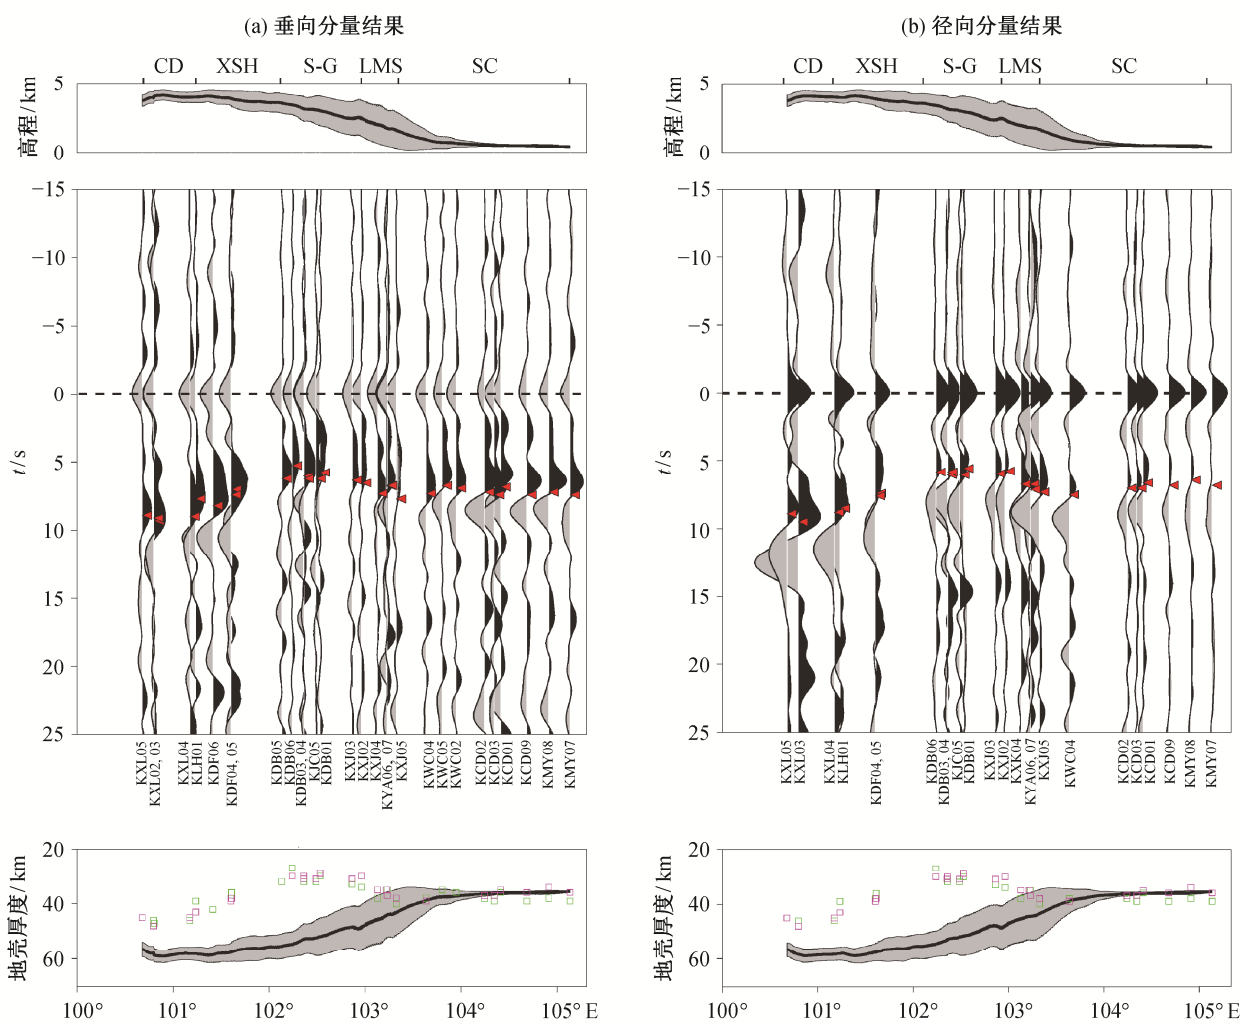 (a) 垂向分量结果
CD XSH S-G LMS SC
高程/km
5
0
t/s
−15
−10
−5
0
5
10
15
20
25
KXL05
KXL02, 03
KXL04
KLH01
KDF06
KDF04, 05
KDB05
KDB06
KDB03, 04
KJC05
KDB01
KXJ03
KXJ02
KXJ04
KYA06, 07
KXJ05
KWC04
KWC05
KWC02
KCD02
KCD03
KCD01
KCD09
KMY08
KMY07
地壳厚度/km
20
40
60
100° 101° 102° 103° 104° 105° E
(b) 径向分量结果
CD XSH S-G LMS SC
高程/km
5
0
t/s
−15
−10
−5
0
5
10
15
20
25
KXL05
KXL03
KXL04
KLH01
KDF04, 05
KDB06
KDB03, 04
KJC05
KDB01
KXJ03
KXJ02
KXK04
KYA06, 07
KXJ05
KWC04
KCD02
KCD03
KCD01
KCD09
KMY08
KMY07
地壳厚度/km
20
40
60
100° 101° 102° 103° 104° 105° E